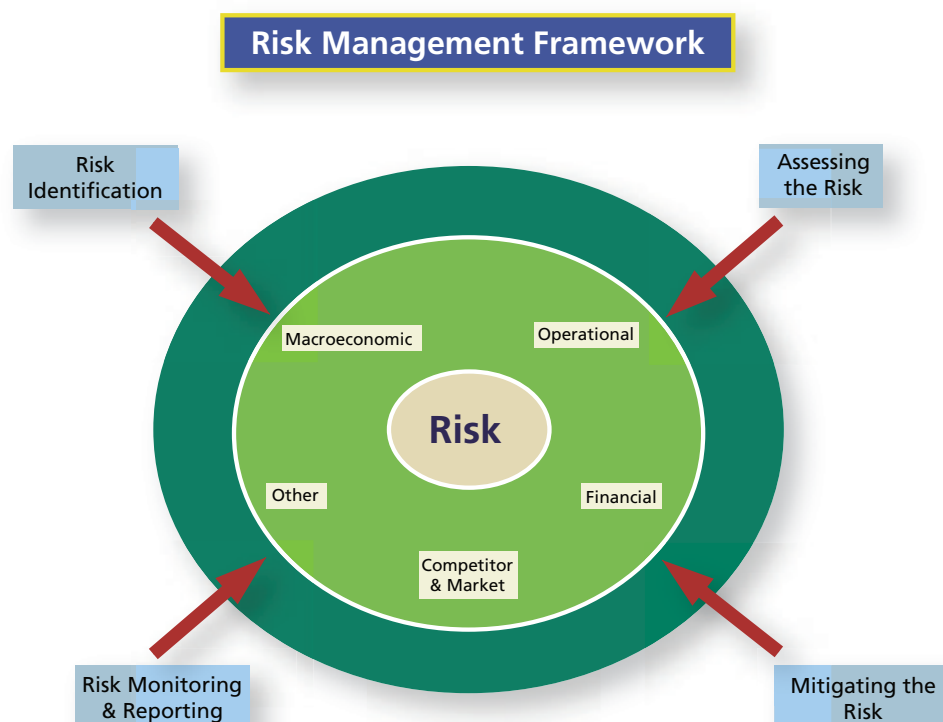 Risk Management Framework
Risk
Identification
Assessing
the Risk
Macroeconomic
Operational
Risk
Other
Financial
Competitor
& Market
Risk Monitoring
& Reporting
Mitigating the
Risk